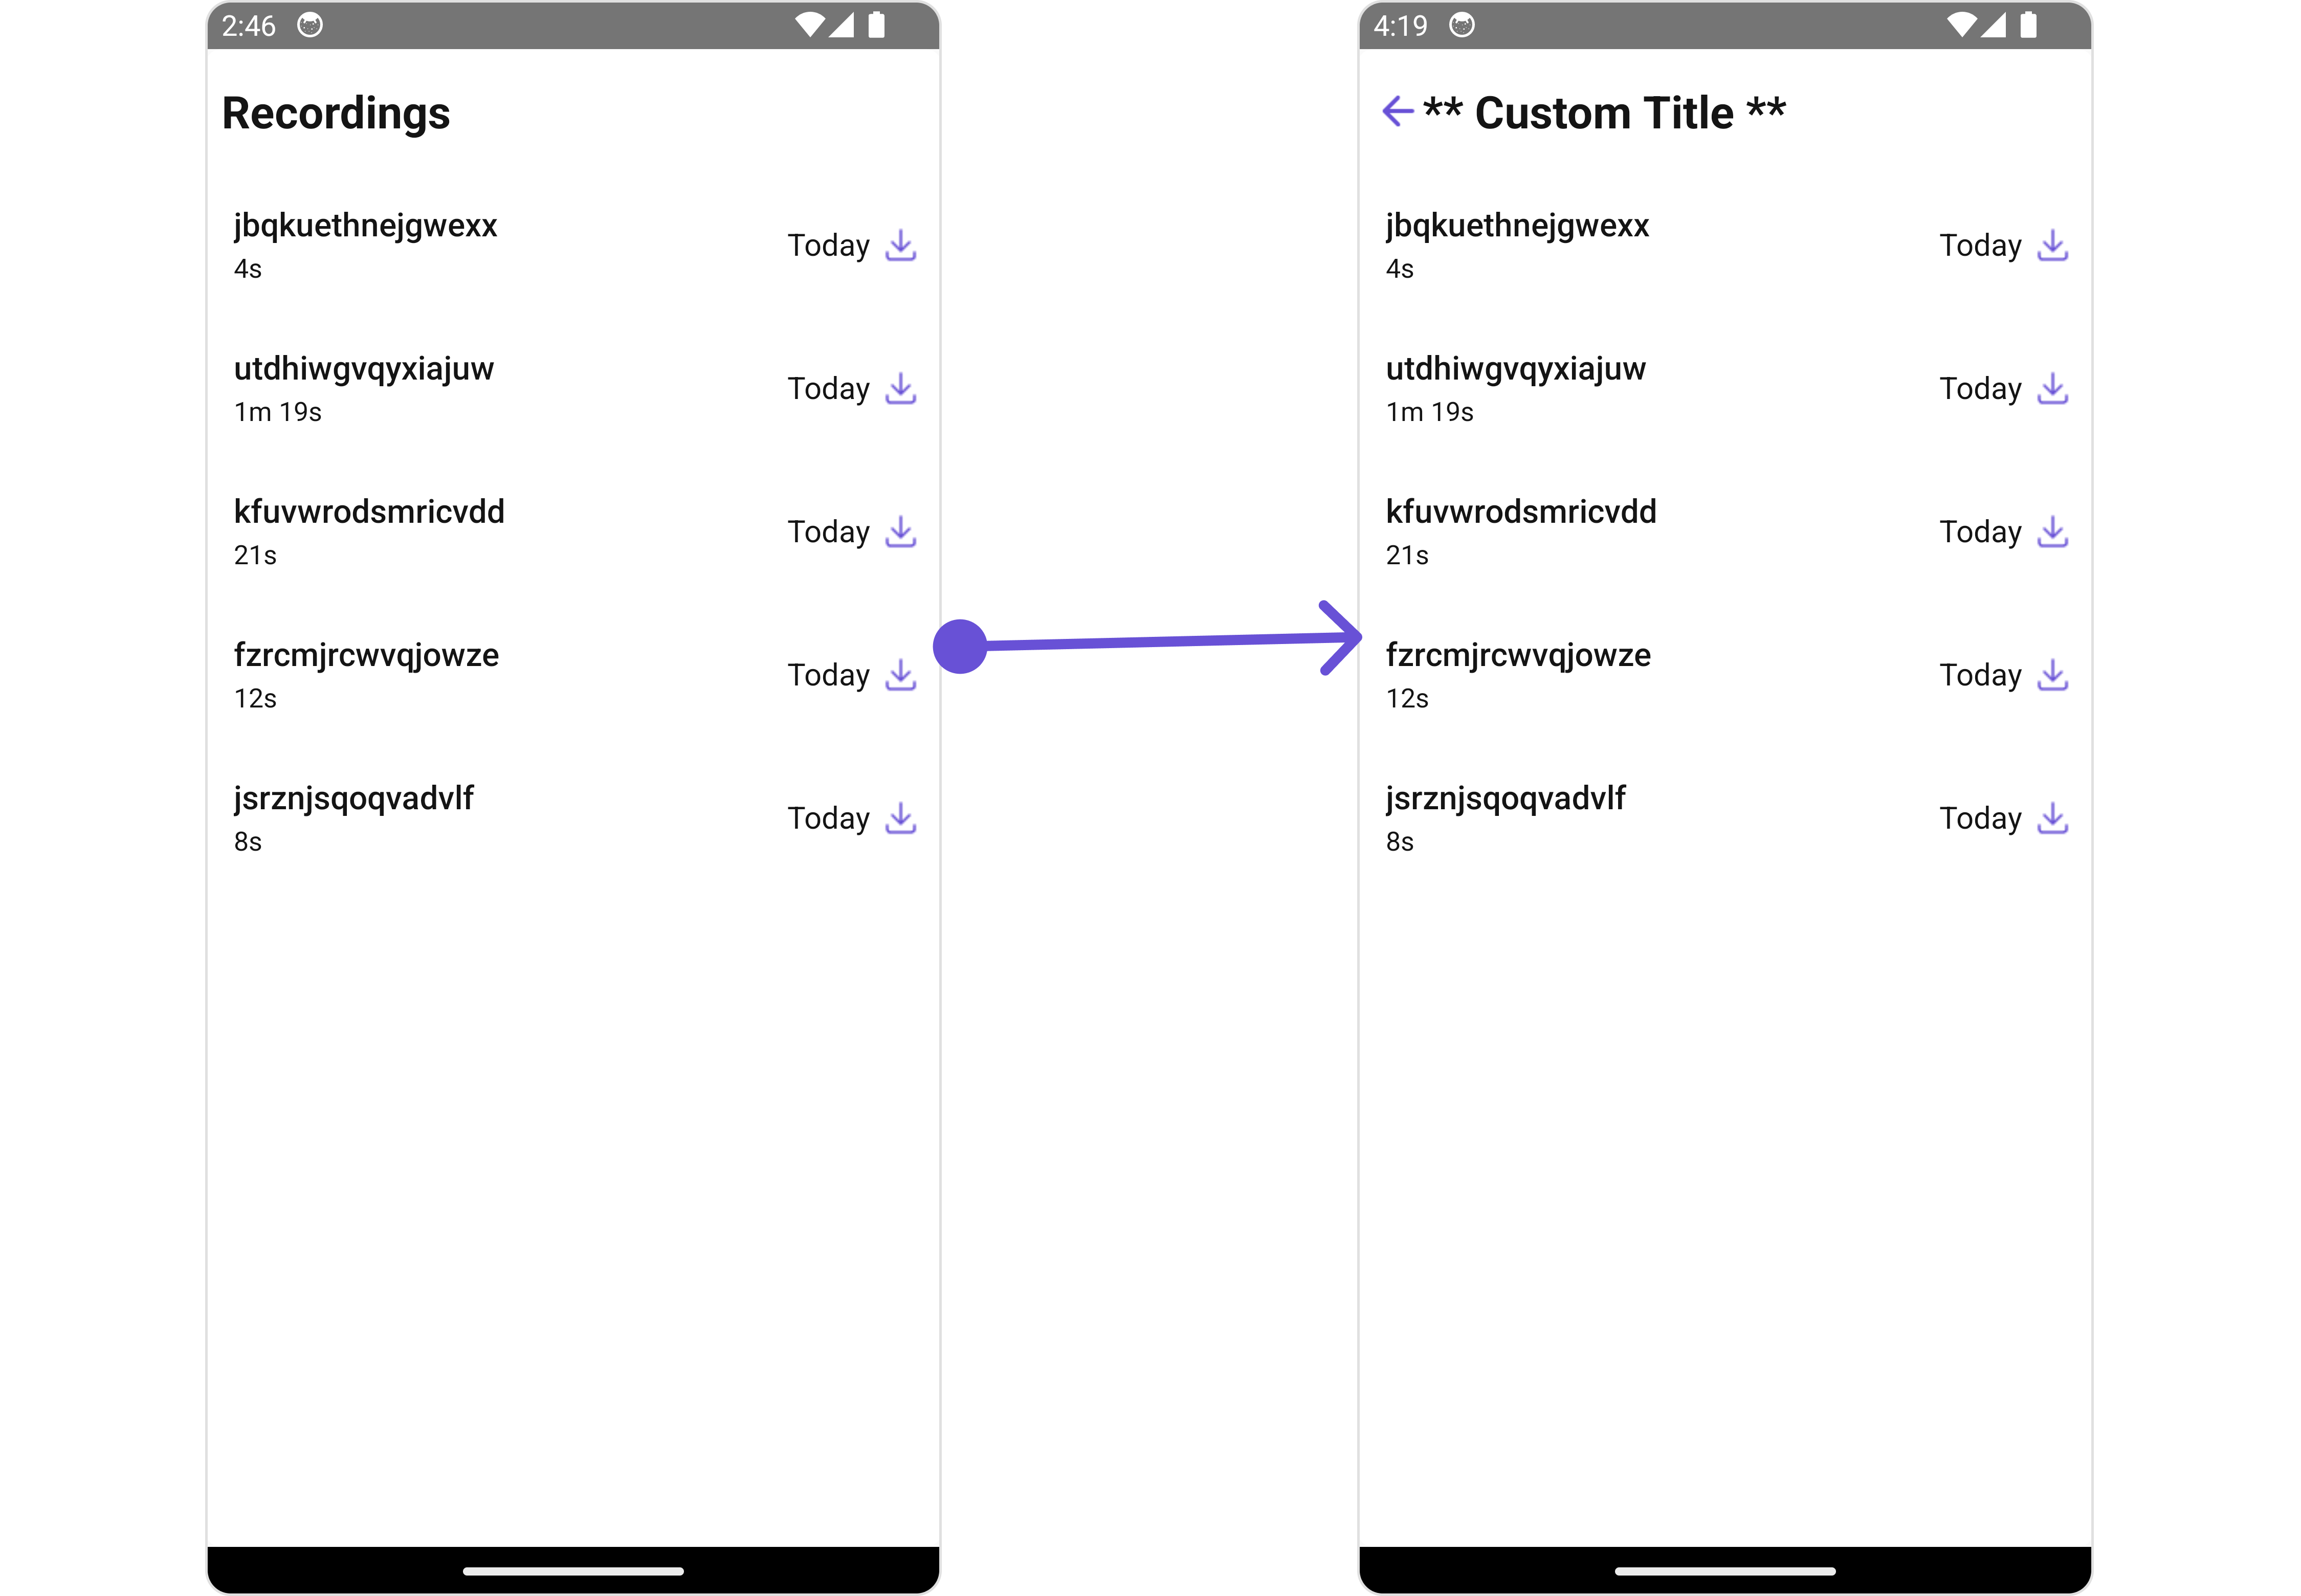 2:46
Recordings
jbqkuethnejgwexx
4s
Today
utdhiwgvqyxiajuw
1m 19s
Today
kfuvwrodsmricvdd
21s
Today
fzrcmjrcwvqjowze
12s
Today
jsrznjsqoqvadvlf
8s
Today
4:19
** Custom Title **
jbqkuethnejgwexx
4s
Today
utdhiwgvqyxiajuw
1m 19s
Today
kfuvwrodsmricvdd
21s
Today
fzrcmjrcwvqjowze
12s
Today
jsrznjsqoqvadvlf
8s
Today